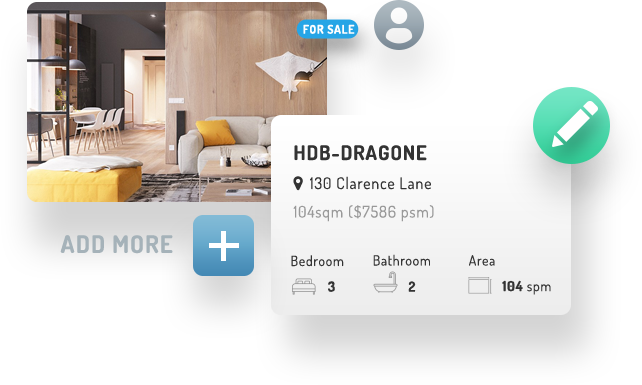 FOR SALE
HDB-DRAGONE
130 Clarence Lane
104sqm ($7586 psm)
ADD MORE
Bedroom Bathroom Area
3 2 104 spm